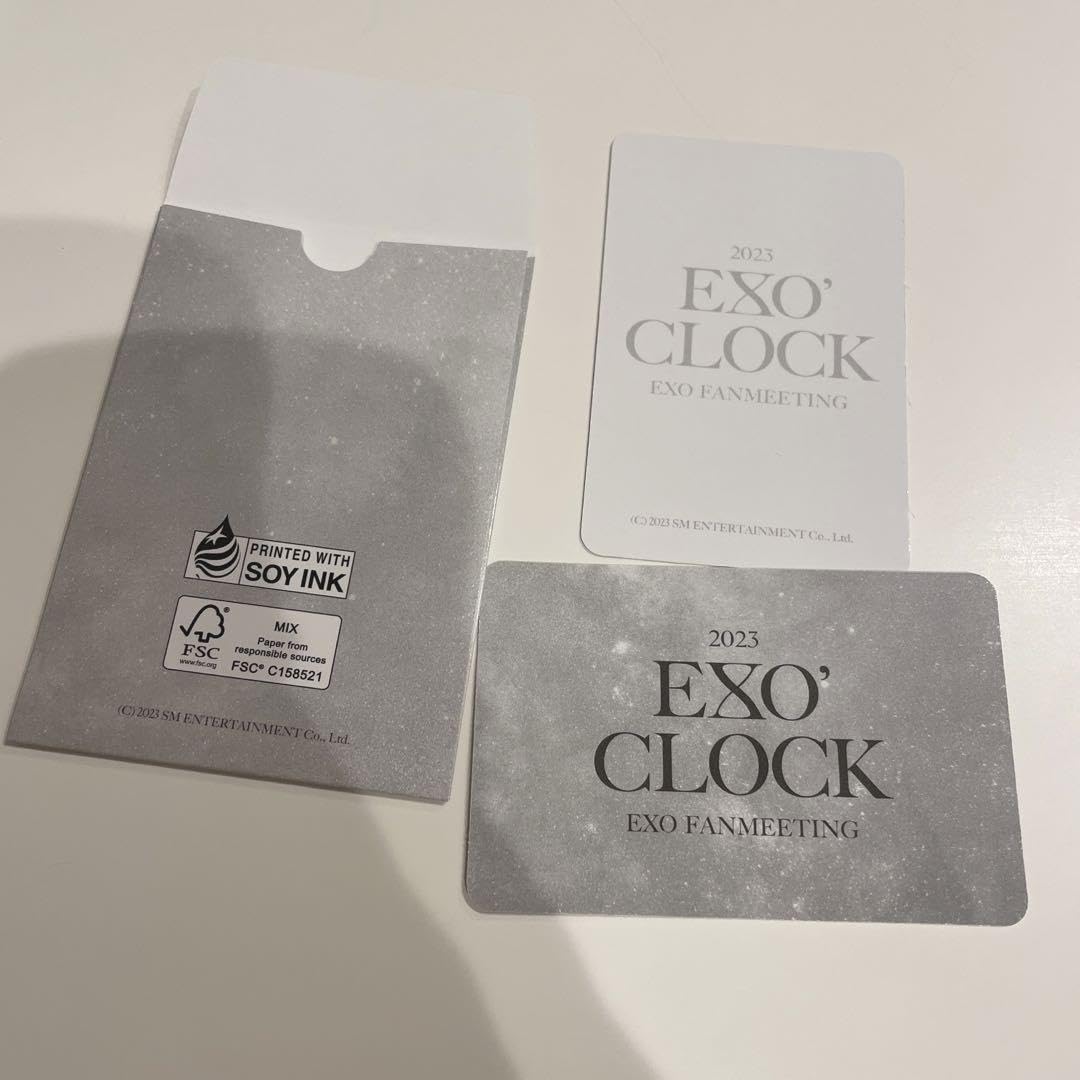 PRINTED WITH
SOY INK
FSC®
www.fsc.org
MIX
Paper from
responsible sources
FSC® C158521
(C) 2023 SM ENTERTAINMENT Co., Ltd.
2023
EXO’
CLOCK
EXO FANMEETING
(C) 2023 SM ENTERTAINMENT Co., Ltd.
2023
EXO’
CLOCK
EXO FANMEETING